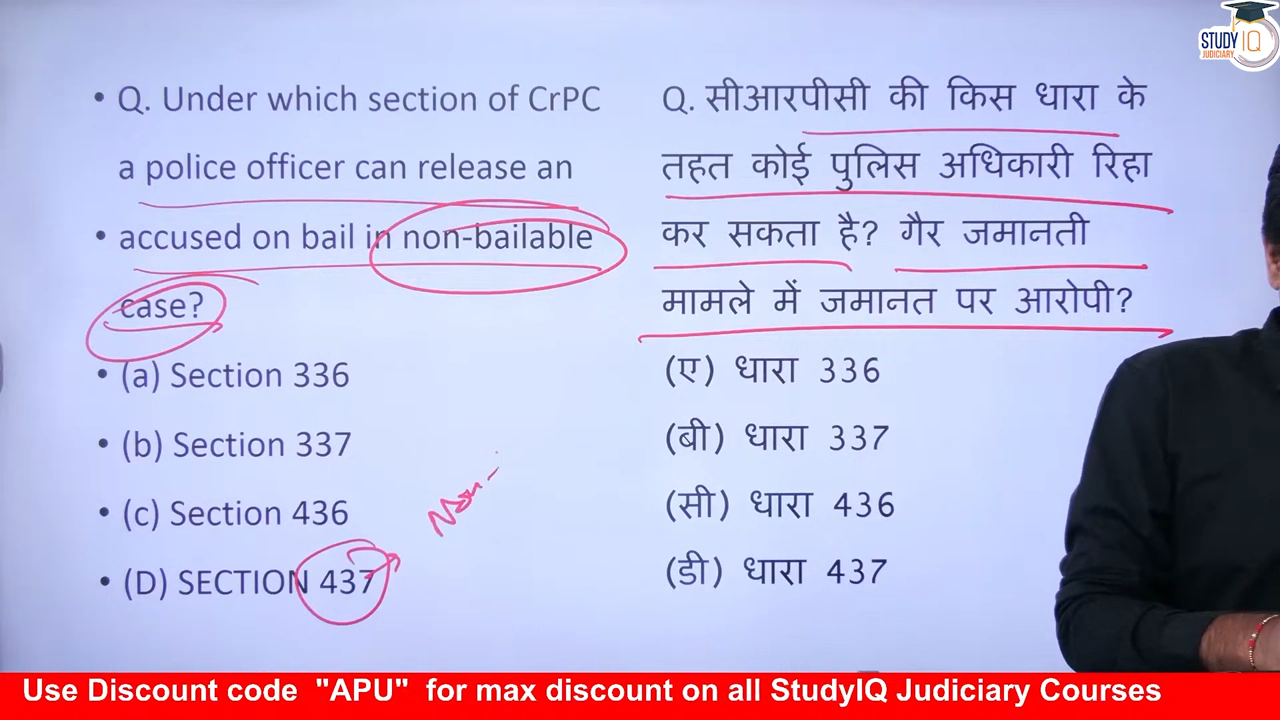 STUDY IQ
JUDICIARY
• Q. Under which section of CrPC
a police officer can release an
• accused on bail in non-bailable
case?
• (a) Section 336
• (b) Section 337
• (c) Section 436
• (D) SECTION 437
Non-
Q. सीआरपीसी की किस धारा के
तहत कोई पुलिस अधिकारी रिहा
कर सकता है? गैर जमानती
मामले में जमानत पर आरोपी?
(ए) धारा 336
(बी) धारा 337
(सी) धारा 436
(डी) धारा 437
Use Discount code "APU" for max discount on all StudyIQ Judiciary Courses